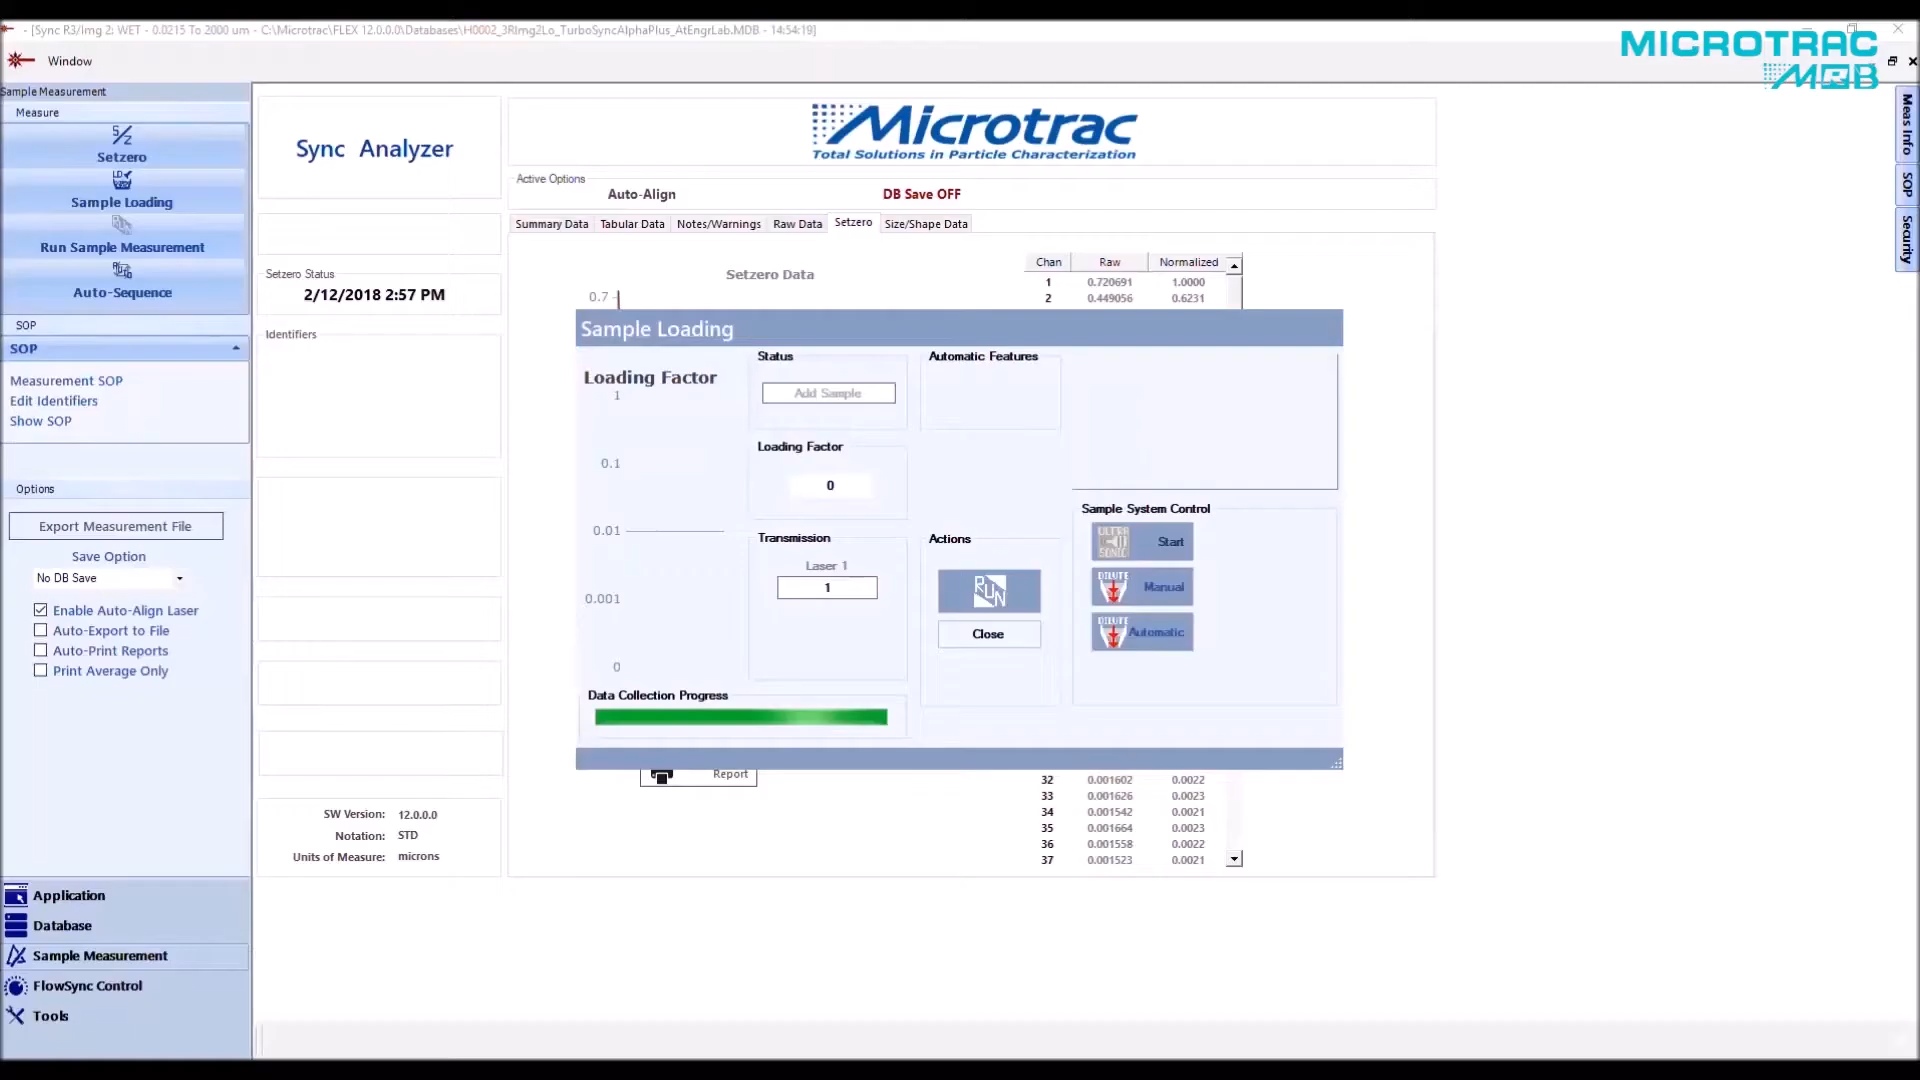 - [Sync R3/Img 2: WET - 0.0215 To 2000 um - C:\Microtrac\FLEX 12.0.0.0\Databases\H0002_3RImg2Lo_TurboSyncAlphaPlus_AtEngrLab.MDB - 14:54:19]
MICROTRAC
MRB
Window
Sample Measurement
Measure
S/Z
Setzero
LD
Sample Loading
Run Sample Measurement
Auto-Sequence
SOP
SOP
Measurement SOP
Edit Identifiers
Show SOP
Options
Export Measurement File
Save Option
No DB Save
Enable Auto-Align Laser
Auto-Export to File
Auto-Print Reports
Print Average Only
Application
Database
Sample Measurement
FlowSync Control
Tools
Sync Analyzer
Setzero Status
2/12/2018 2:57 PM
Identifiers
SW Version: 12.0.0.0
Notation: STD
Units of Measure: microns
Microtrac
Total Solutions in Particle Characterization
Active Options
Auto-Align DB Save OFF
Summary Data Tabular Data Notes/Warnings Raw Data Setzero Size/Shape Data
Setzero Data
0.7
Chan Raw Normalized
1 0.720691 1.0000
2 0.449056 0.6231
Sample Loading
Loading Factor
1
0.1
0.01
0.001
0
Status
Add Sample
Loading Factor
0
Transmission
Laser 1
1
Data Collection Progress
Automatic Features
Actions
RUN
Close
Sample System Control
ULTRA SONIC Start
DILUTE Manual
DILUTE Automatic
Report
32 0.001602 0.0022
33 0.001626 0.0023
34 0.001542 0.0021
35 0.001664 0.0023
36 0.001558 0.0022
37 0.001523 0.0021
Meas Info
SOP
Security